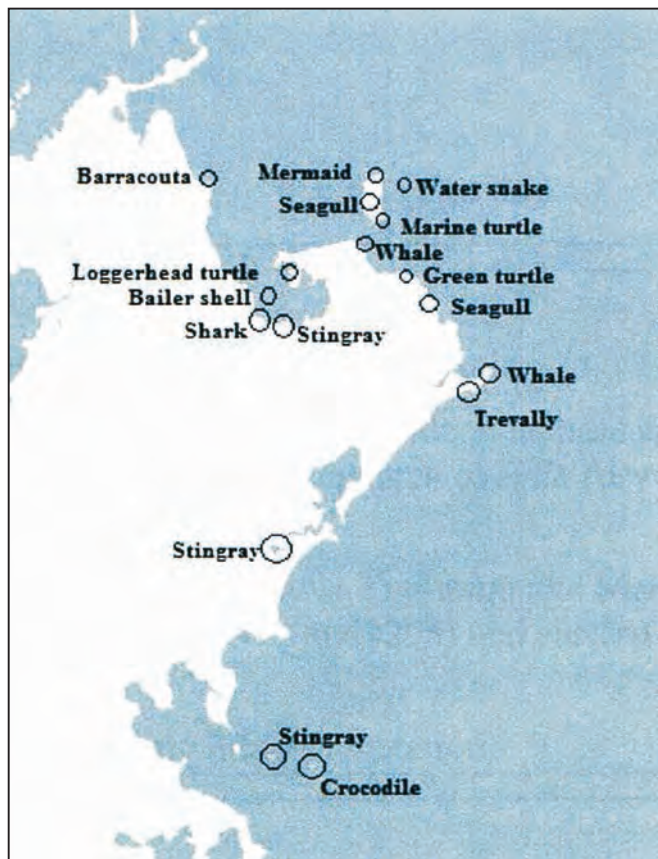 Barracouta
Mermaid
Water snake
Seagull
Marine turtle
Whale
Loggerhead turtle
Green turtle
Bailer shell
Seagull
Shark
Stingray
Whale
Trevally
Stingray
Stingray
Crocodile